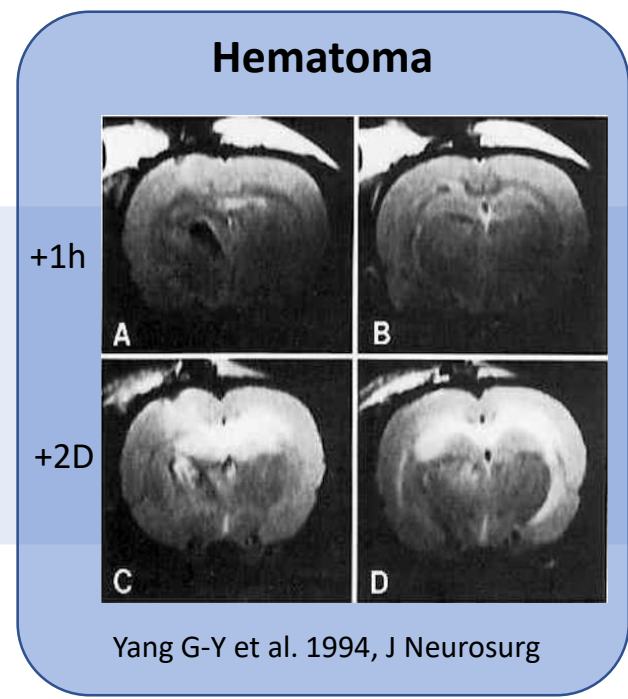 Hematoma
+1h
A
B
+2D
C
D
Yang G-Y et al. 1994, J Neurosurg